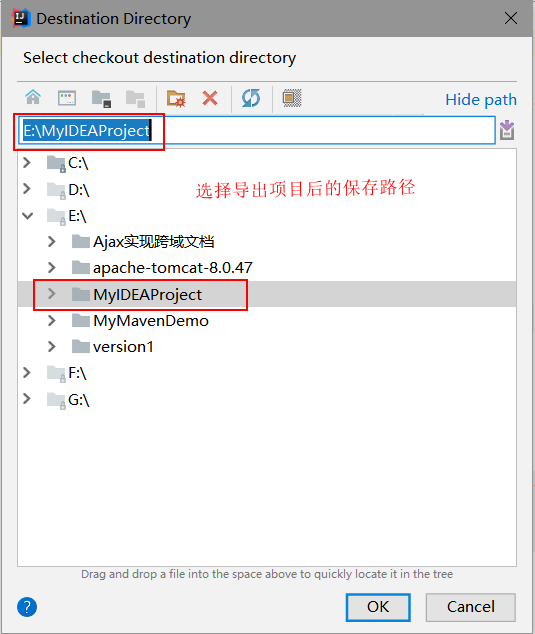 Destination Directory
Select checkout destination directory
Hide path
E:\MyIDEAProject
C:\
D:\
选择导出项目后的保存路径
E:\
Ajax实现跨域文档
apache-tomcat-8.0.47
MyIDEAProject
MyMavenDemo
version1
F:\
G:\
Drag and drop a file into the space above to quickly locate it in the tree
?
OK
Cancel